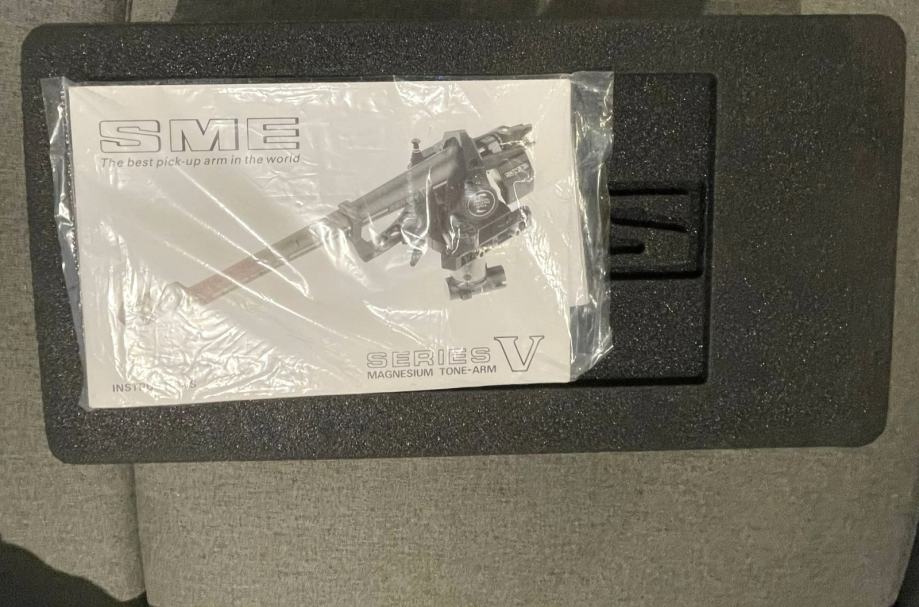 SME
The best pick-up arm in the world
SERIES V
MAGNESIUM TONE-ARM